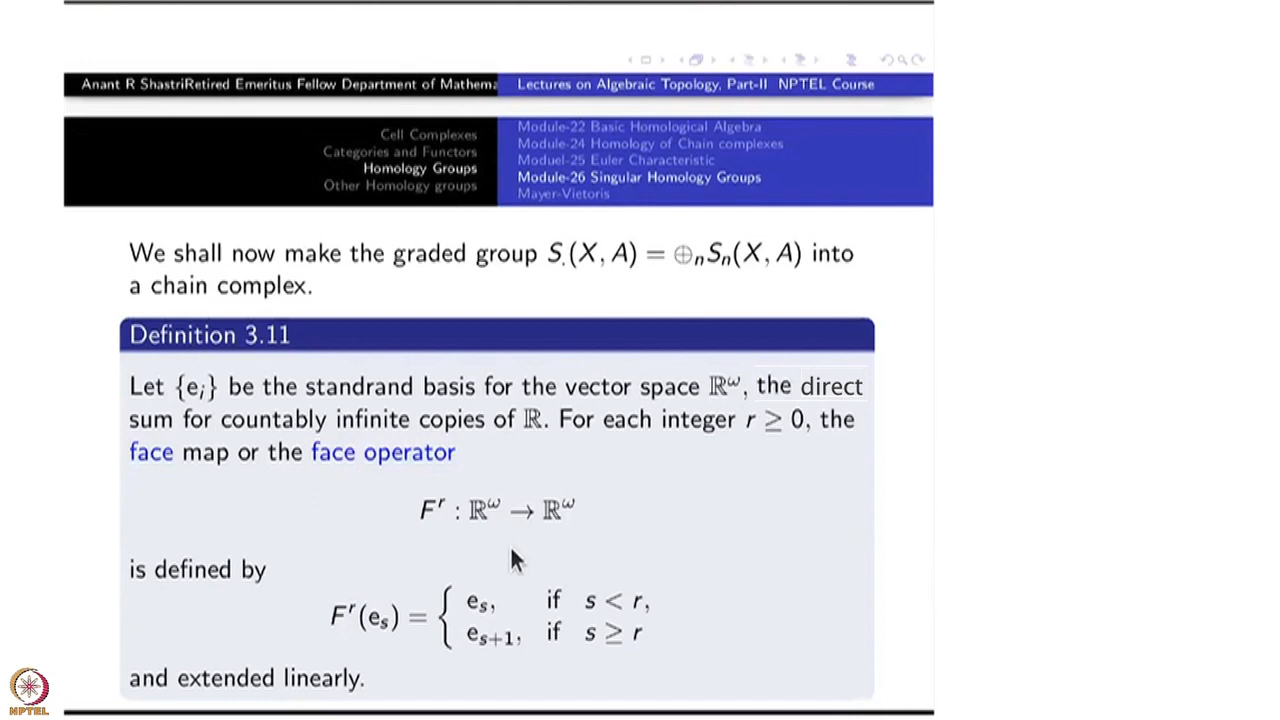 Anant R ShastriRetired Emeritus Fellow Department of Mathema
Lectures on Algebraic Topology, Part-II NPTEL Course
Cell Complexes
Categories and Functors
Homology Groups
Other Homology groups
Module-22 Basic Homological Algebra
Module-24 Homology of Chain complexes
Moduel-25 Euler Characteristic
Module-26 Singular Homology Groups
Mayer-Vietoris
We shall now make the graded group S.(X, A) = ⊕ₙSₙ(X, A) into
a chain complex.
Definition 3.11
Let {eᵢ} be the standrand basis for the vector space ℝ^ω, the direct
sum for countably infinite copies of ℝ. For each integer r ≥ 0, the
face map or the face operator
F^r : ℝ^ω → ℝ^ω
is defined by
F^r(e_s) = { e_s, if s < r,
e_{s+1}, if s ≥ r
and extended linearly.
NPTEL